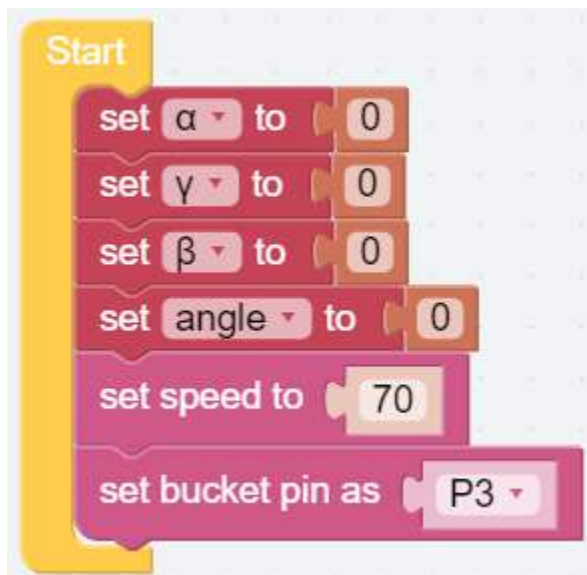 Start
set α to 0
set γ to 0
set β to 0
set angle to 0
set speed to 70
set bucket pin as P3